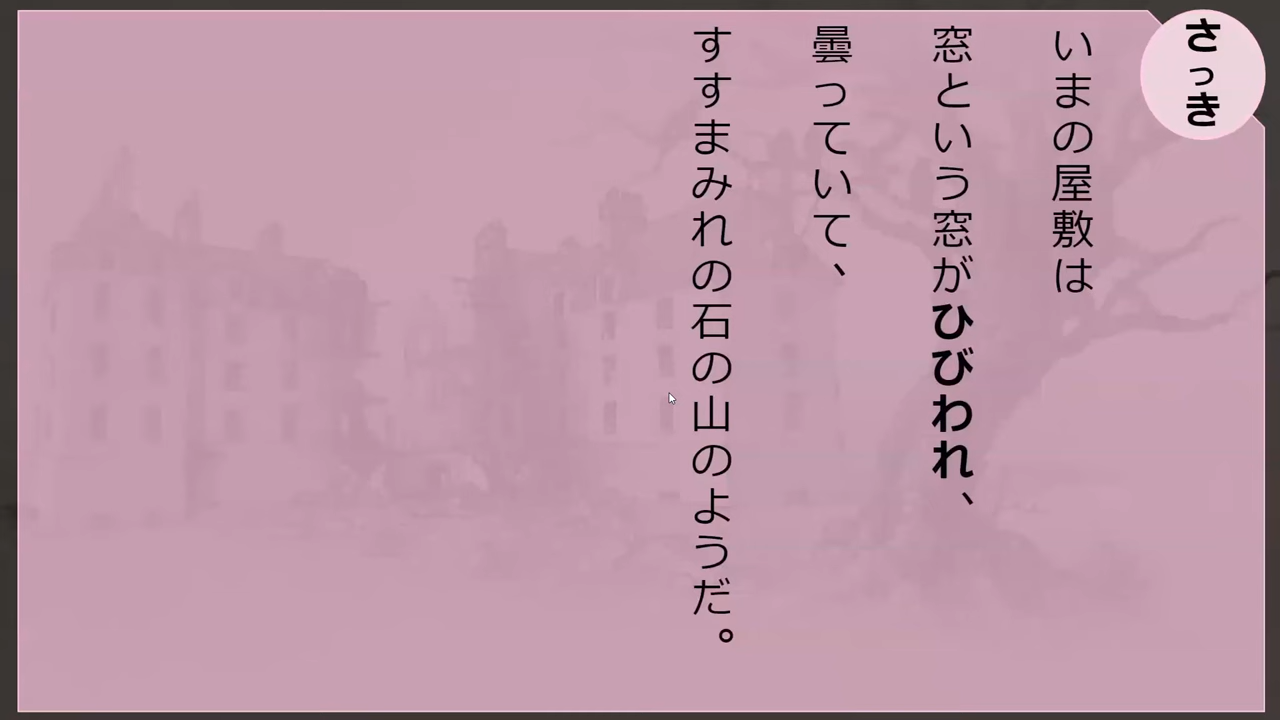 さっき
いまの屋敷は
窓という窓がひびわれ、
曇っていて、
すすまみれの石の山のようだ。